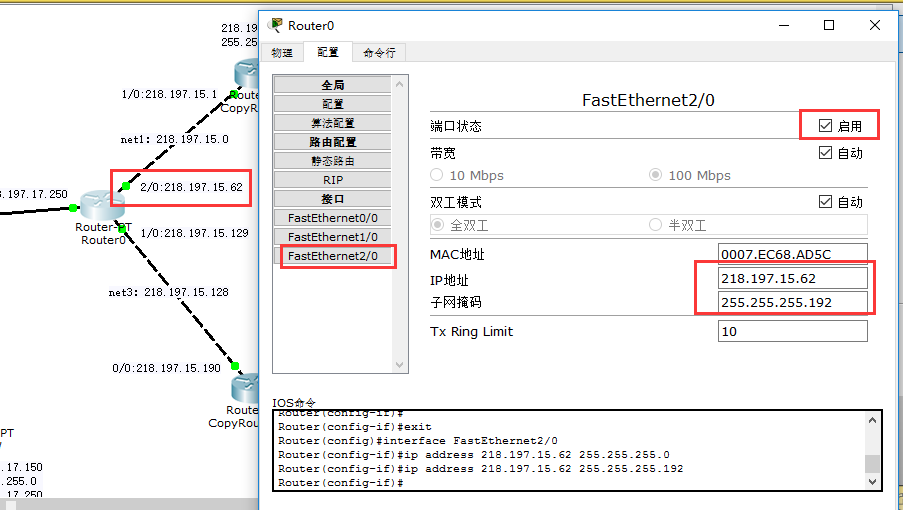 218.19
255.25
Route
CopyRo
1/0:218.197.15.1
net1: 218.197.15.0
2/0:218.197.15.62
.197.17.250
Router-PT
Router0
1/0:218.197.15.129
net3: 218.197.15.128
0/0:218.197.15.190
Route
CopyRou
PT
.17.150
.255.0
.17.250
Router0
物理
配置
命令行
全局
配置
算法配置
路由配置
静态路由
RIP
接口
FastEthernet0/0
FastEthernet1/0
FastEthernet2/0
FastEthernet2/0
端口状态
启用
带宽
自动
10 Mbps
100 Mbps
双工模式
自动
全双工
半双工
MAC地址
0007.EC68.AD5C
IP地址
218.197.15.62
子网掩码
255.255.255.192
Tx Ring Limit
10
IOS命令
Router(config-if)#
Router(config-if)#exit
Router(config)#interface FastEthernet2/0
Router(config-if)#ip address 218.197.15.62 255.255.255.0
Router(config-if)#ip address 218.197.15.62 255.255.255.192
Router(config-if)#